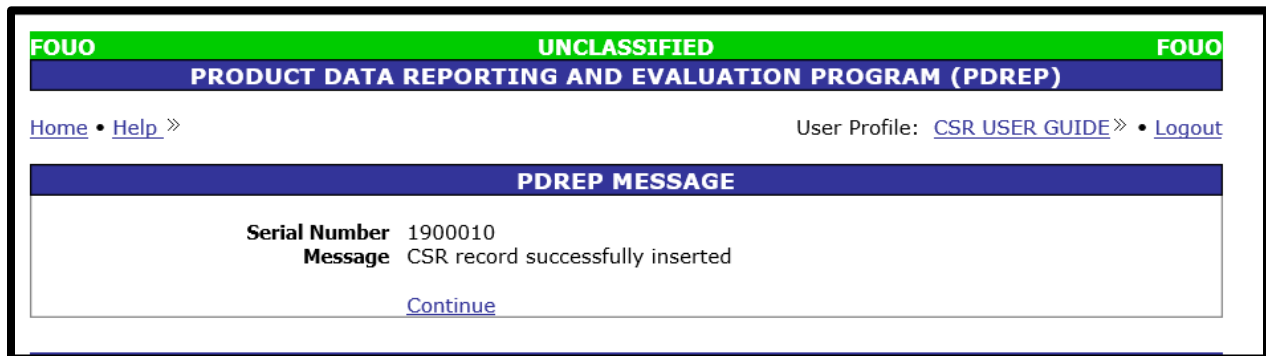 FOUO UNCLASSIFIED FOUO
PRODUCT DATA REPORTING AND EVALUATION PROGRAM (PDREP)
Home • Help » User Profile: CSR USER GUIDE» • Logout
PDREP MESSAGE
Serial Number 1900010
Message CSR record successfully inserted
Continue